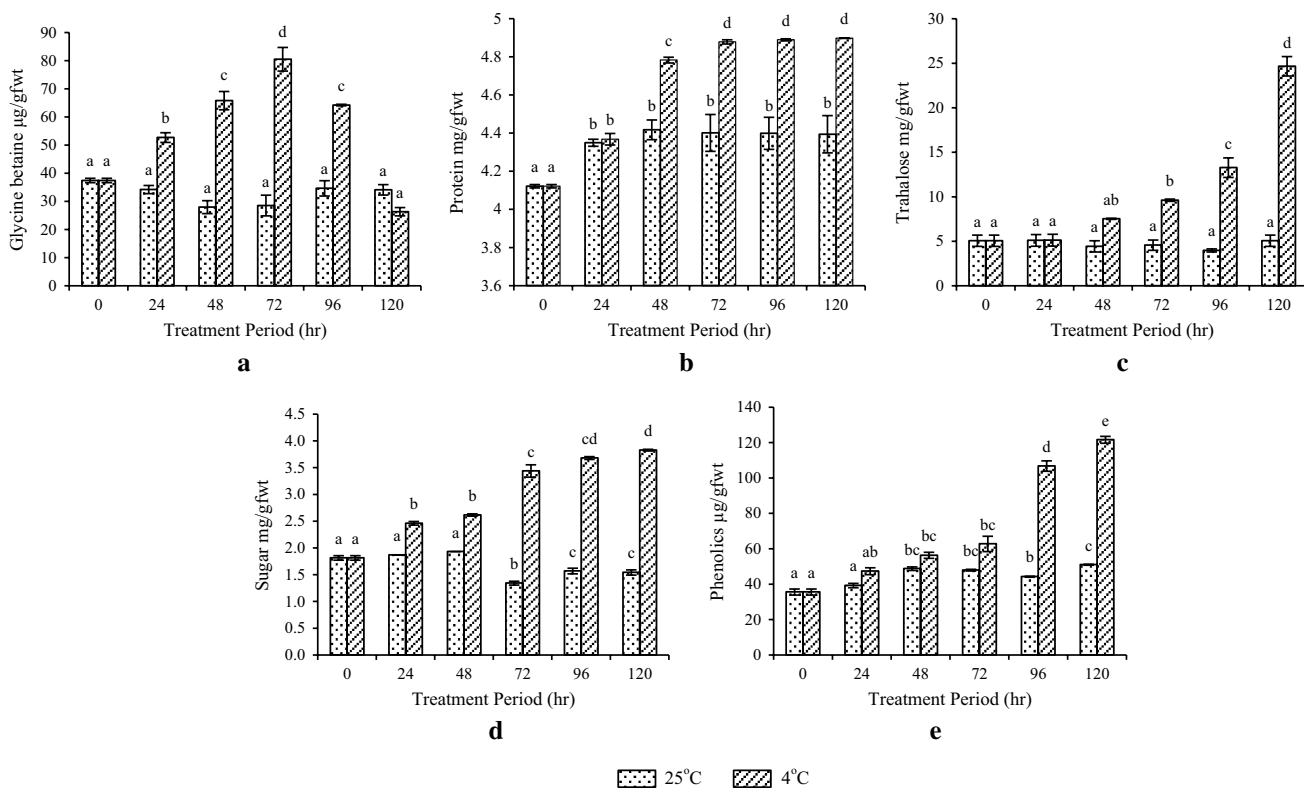 Glycine betaine µg/gfwt
90
80
70
60
50
40
30
20
10
0
a a a b a c a d a c a a
0 24 48 72 96 120
Treatment Period (hr)
a
Protein mg/gfwt
5
4.8
4.6
4.4
4.2
4
3.8
3.6
a a b b b c b d b d b d
0 24 48 72 96 120
Treatment Period (hr)
b
Trahalose mg/gfwt
30
25
20
15
10
5
0
a a a a a ab a b a c a d
0 24 48 72 96 120
Treatment Period (hr)
c
Sugar mg/gfwt
4.5
4.0
3.5
3.0
2.5
2.0
1.5
1.0
0.5
0.0
a a a b a b b c c cd c d
0 24 48 72 96 120
Treatment Period (hr)
d
Phenolics µg/gfwt
140
120
100
80
60
40
20
0
a a a ab bc bc bc bc b d c e
0 24 48 72 96 120
Treatment Period (hr)
e
25°C 4°C